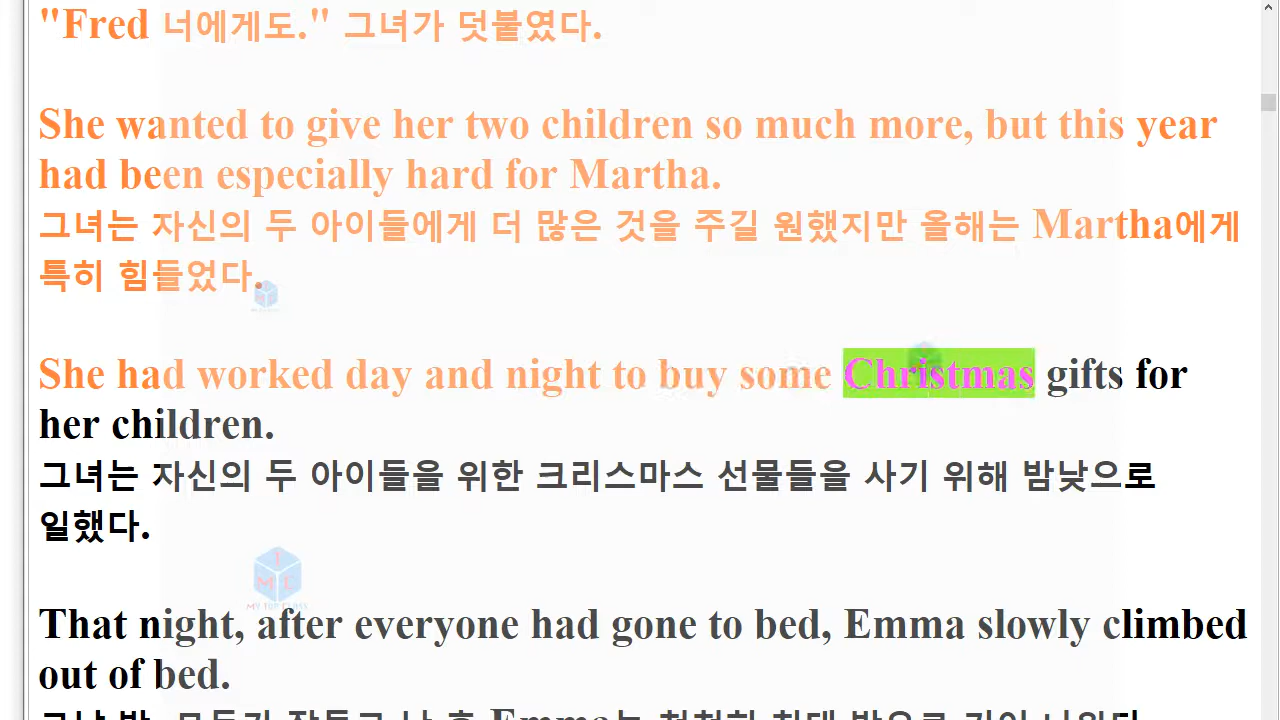 "Fred 너에게도." 그녀가 덧붙였다.
She wanted to give her two children so much more, but this year
had been especially hard for Martha.
그녀는 자신의 두 아이들에게 더 많은 것을 주길 원했지만 올해는 Martha에게
특히 힘들었다.
She had worked day and night to buy some Christmas gifts for
her children.
그녀는 자신의 두 아이들을 위한 크리스마스 선물들을 사기 위해 밤낮으로
일했다.
MY TOP CLASS
That night, after everyone had gone to bed, Emma slowly climbed
out of bed.